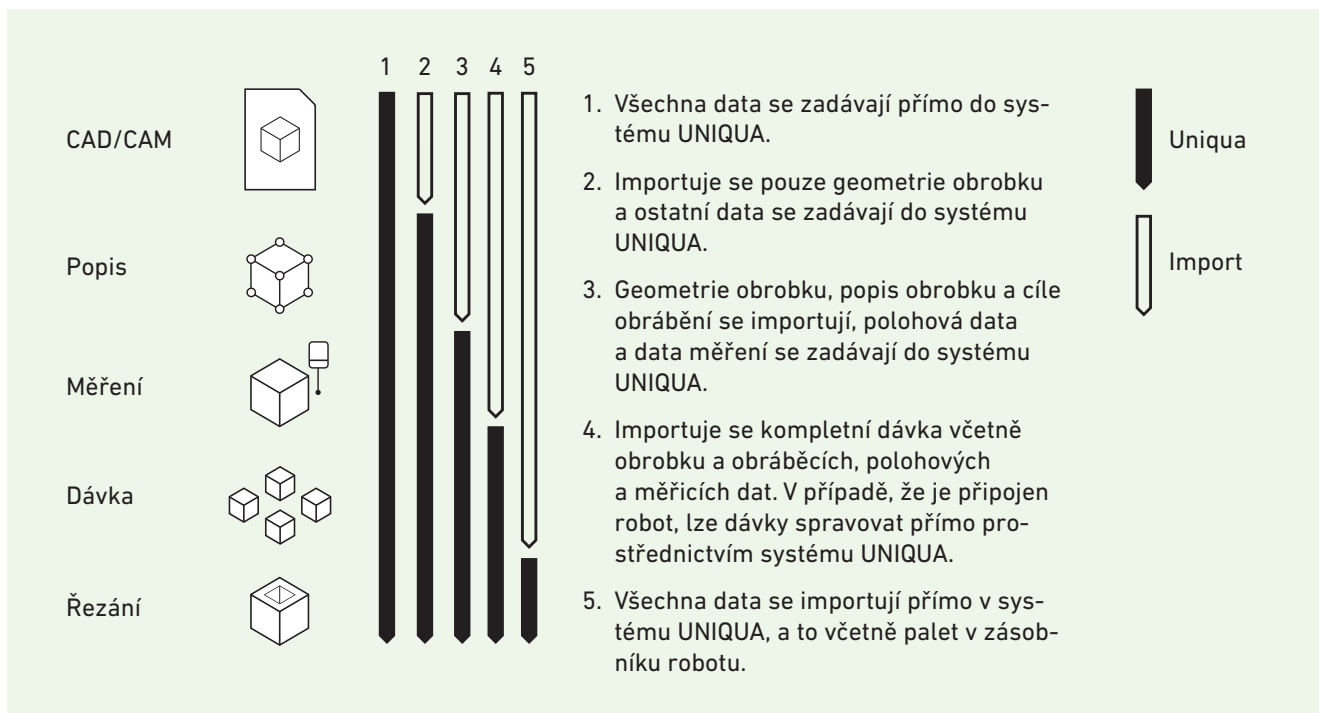 1 2 3 4 5
CAD/CAM
Popis
Měření
Dávka
Řezání
1. Všechna data se zadávají přímo do sys-
tému UNIQUA.
2. Importuje se pouze geometrie obrobku
a ostatní data se zadávají do systému
UNIQUA.
3. Geometrie obrobku, popis obrobku a cíle
obrábění se importují, polohová data
a data měření se zadávají do systému
UNIQUA.
4. Importuje se kompletní dávka včetně
obrobku a obráběcích, polohových
a měřicích dat. V případě, že je připojen
robot, lze dávky spravovat přímo pro-
střednictvím systému UNIQUA.
5. Všechna data se importují přímo v sys-
tému UNIQUA, a to včetně palet v zásob-
níku robotu.
Uniqua
Import